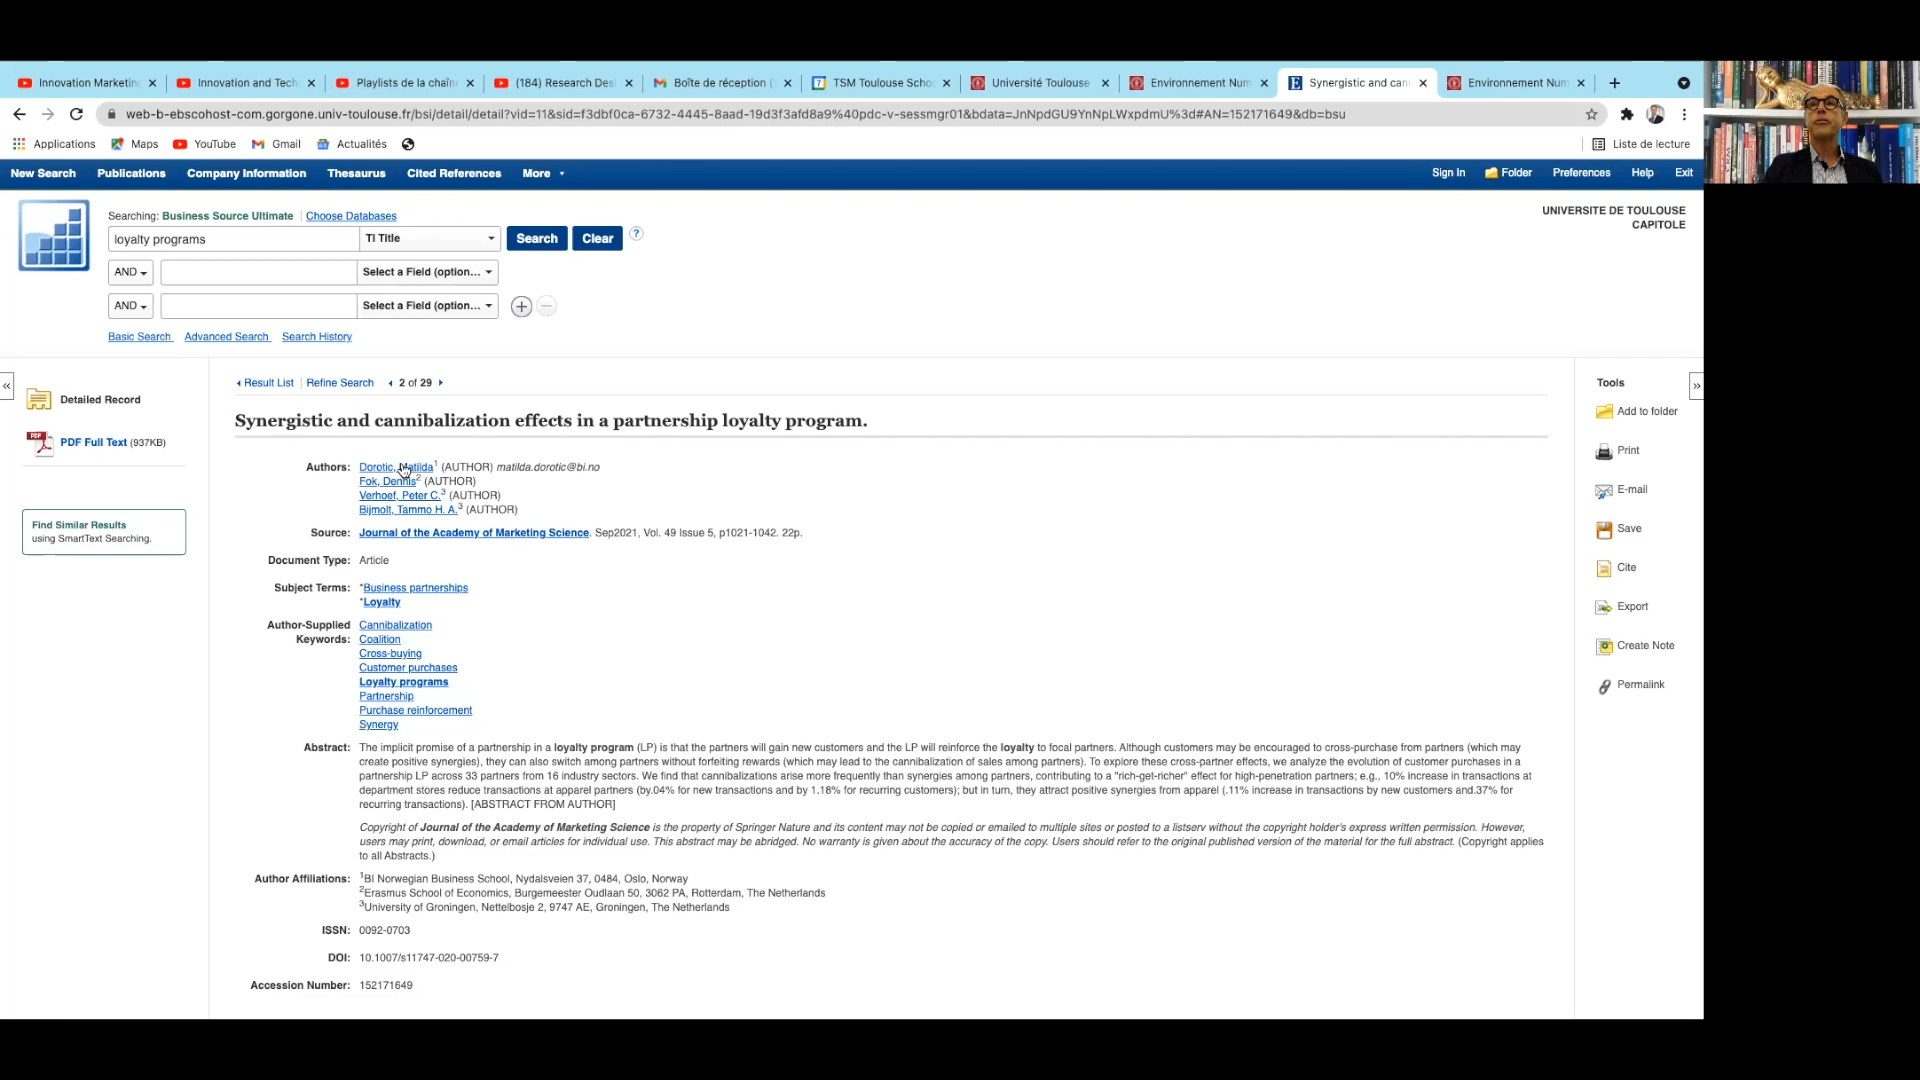 Innovation Marketin
Innovation and Tech
Playlists de la chaîn
(184) Research Des
Boîte de réception (
TSM Toulouse Scho
Université Toulouse
Environnement Num
Synergistic and can
Environnement Num
web-b-ebscohost-com.gorgone.univ-toulouse.fr/bsi/detail/detail?vid=11&sid=f3dbf0ca-6732-4445-8aad-19d3f3afd8a9%40pdc-v-sessmgr01&bdata=JnNpdGU9YnNpLWxpdmU%3d#AN=152171649&db=bsu
Applications Maps YouTube Gmail Actualités Liste de lecture
New Search Publications Company Information Thesaurus Cited References More Sign In Folder Preferences Help Exit
Searching: Business Source Ultimate Choose Databases
UNIVERSITE DE TOULOUSE
CAPITOLE
loyalty programs TI Title Search Clear ?
AND Select a Field (option...
AND Select a Field (option...
Basic Search Advanced Search Search History
Detailed Record
PDF Full Text (937KB)
Find Similar Results
using SmartText Searching.
Result List Refine Search 2 of 29
Synergistic and cannibalization effects in a partnership loyalty program.
Authors: Dorotic, Matilda1 (AUTHOR) matilda.dorotic@bi.no
Fok, Dennis2 (AUTHOR)
Verhoef, Peter C.3 (AUTHOR)
Bijmolt, Tammo H. A.3 (AUTHOR)
Source: Journal of the Academy of Marketing Science. Sep2021, Vol. 49 Issue 5, p1021-1042. 22p.
Document Type: Article
Subject Terms: *Business partnerships
*Loyalty
Author-Supplied Keywords: Cannibalization
Coalition
Cross-buying
Customer purchases
Loyalty programs
Partnership
Purchase reinforcement
Synergy
Abstract: The implicit promise of a partnership in a loyalty program (LP) is that the partners will gain new customers and the LP will reinforce the loyalty to focal partners. Although customers may be encouraged to cross-purchase from partners (which may
create positive synergies), they can also switch among partners without forfeiting rewards (which may lead to the cannibalization of sales among partners). To explore these cross-partner effects, we analyze the evolution of customer purchases in a
partnership LP across 33 partners from 16 industry sectors. We find that cannibalizations arise more frequently than synergies among partners, contributing to a "rich-get-richer" effect for high-penetration partners; e.g., 10% increase in transactions at
department stores reduce transactions at apparel partners (by.04% for new transactions and by 1.18% for recurring customers); but in turn, they attract positive synergies from apparel (.11% increase in transactions by new customers and.37% for
recurring transactions). [ABSTRACT FROM AUTHOR]
Copyright of Journal of the Academy of Marketing Science is the property of Springer Nature and its content may not be copied or emailed to multiple sites or posted to a listserv without the copyright holder's express written permission. However,
users may print, download, or email articles for individual use. This abstract may be abridged. No warranty is given about the accuracy of the copy. Users should refer to the original published version of the material for the full abstract. (Copyright applies
to all Abstracts.)
Author Affiliations: 1BI Norwegian Business School, Nydalsveien 37, 0484, Oslo, Norway
2Erasmus School of Economics, Burgemeester Oudlaan 50, 3062 PA, Rotterdam, The Netherlands
3University of Groningen, Nettelbosje 2, 9747 AE, Groningen, The Netherlands
ISSN: 0092-0703
DOI: 10.1007/s11747-020-00759-7
Accession Number: 152171649
Tools
Add to folder
Print
E-mail
Save
Cite
Export
Create Note
Permalink